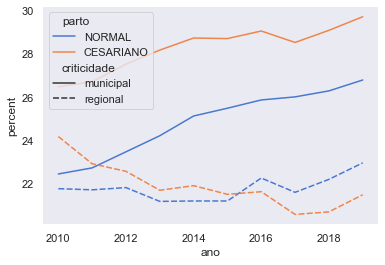 30
28
26
24
22
percent
parto
NORMAL
CESARIANO
criticidade
municipal
regional
2010
2012
2014
2016
2018
ano